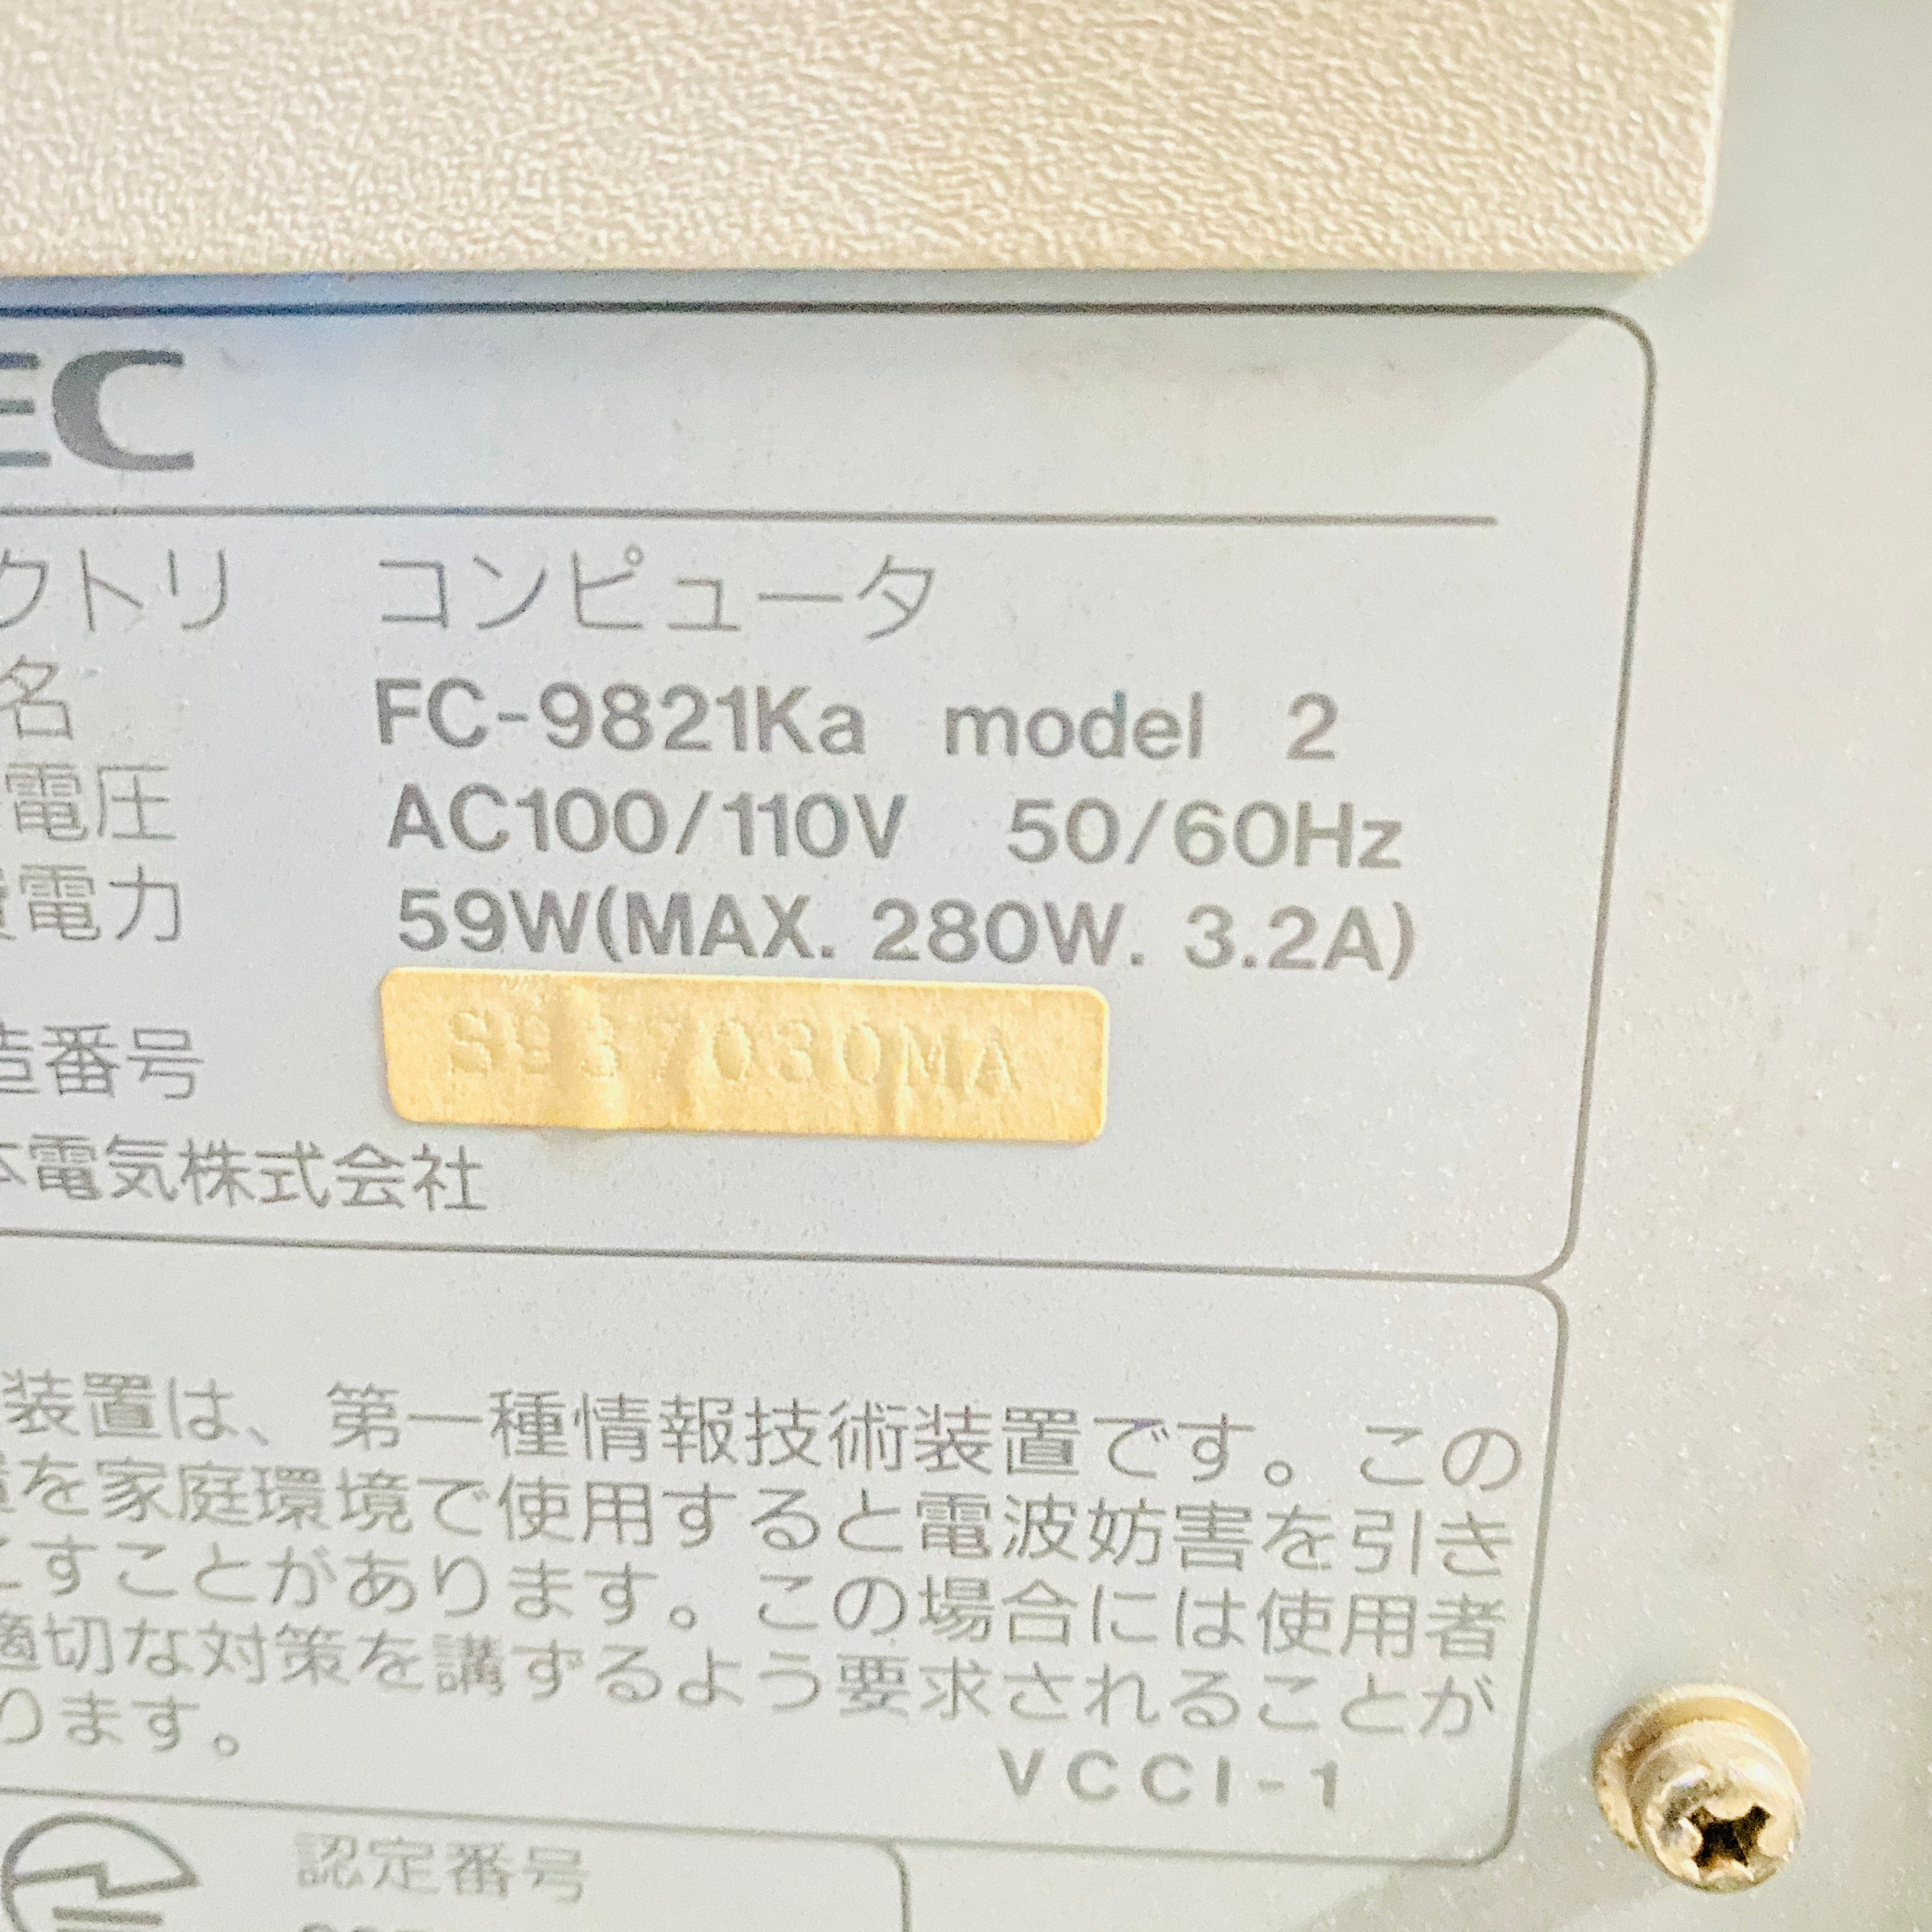 EC
クトリ コンピュータ
名 FC-9821Ka model 2
電圧 AC100/110V 50/60Hz
電力 59W(MAX. 280W. 3.2A)
造番号 S987030MA
本電気株式会社
装置は、第一種情報技術装置です。この
置を家庭環境で使用すると電波妨害を引き
こすことがあります。この場合には使用者
適切な対策を講ずるよう要求されることが
ります。
VCCI-1
認定番号